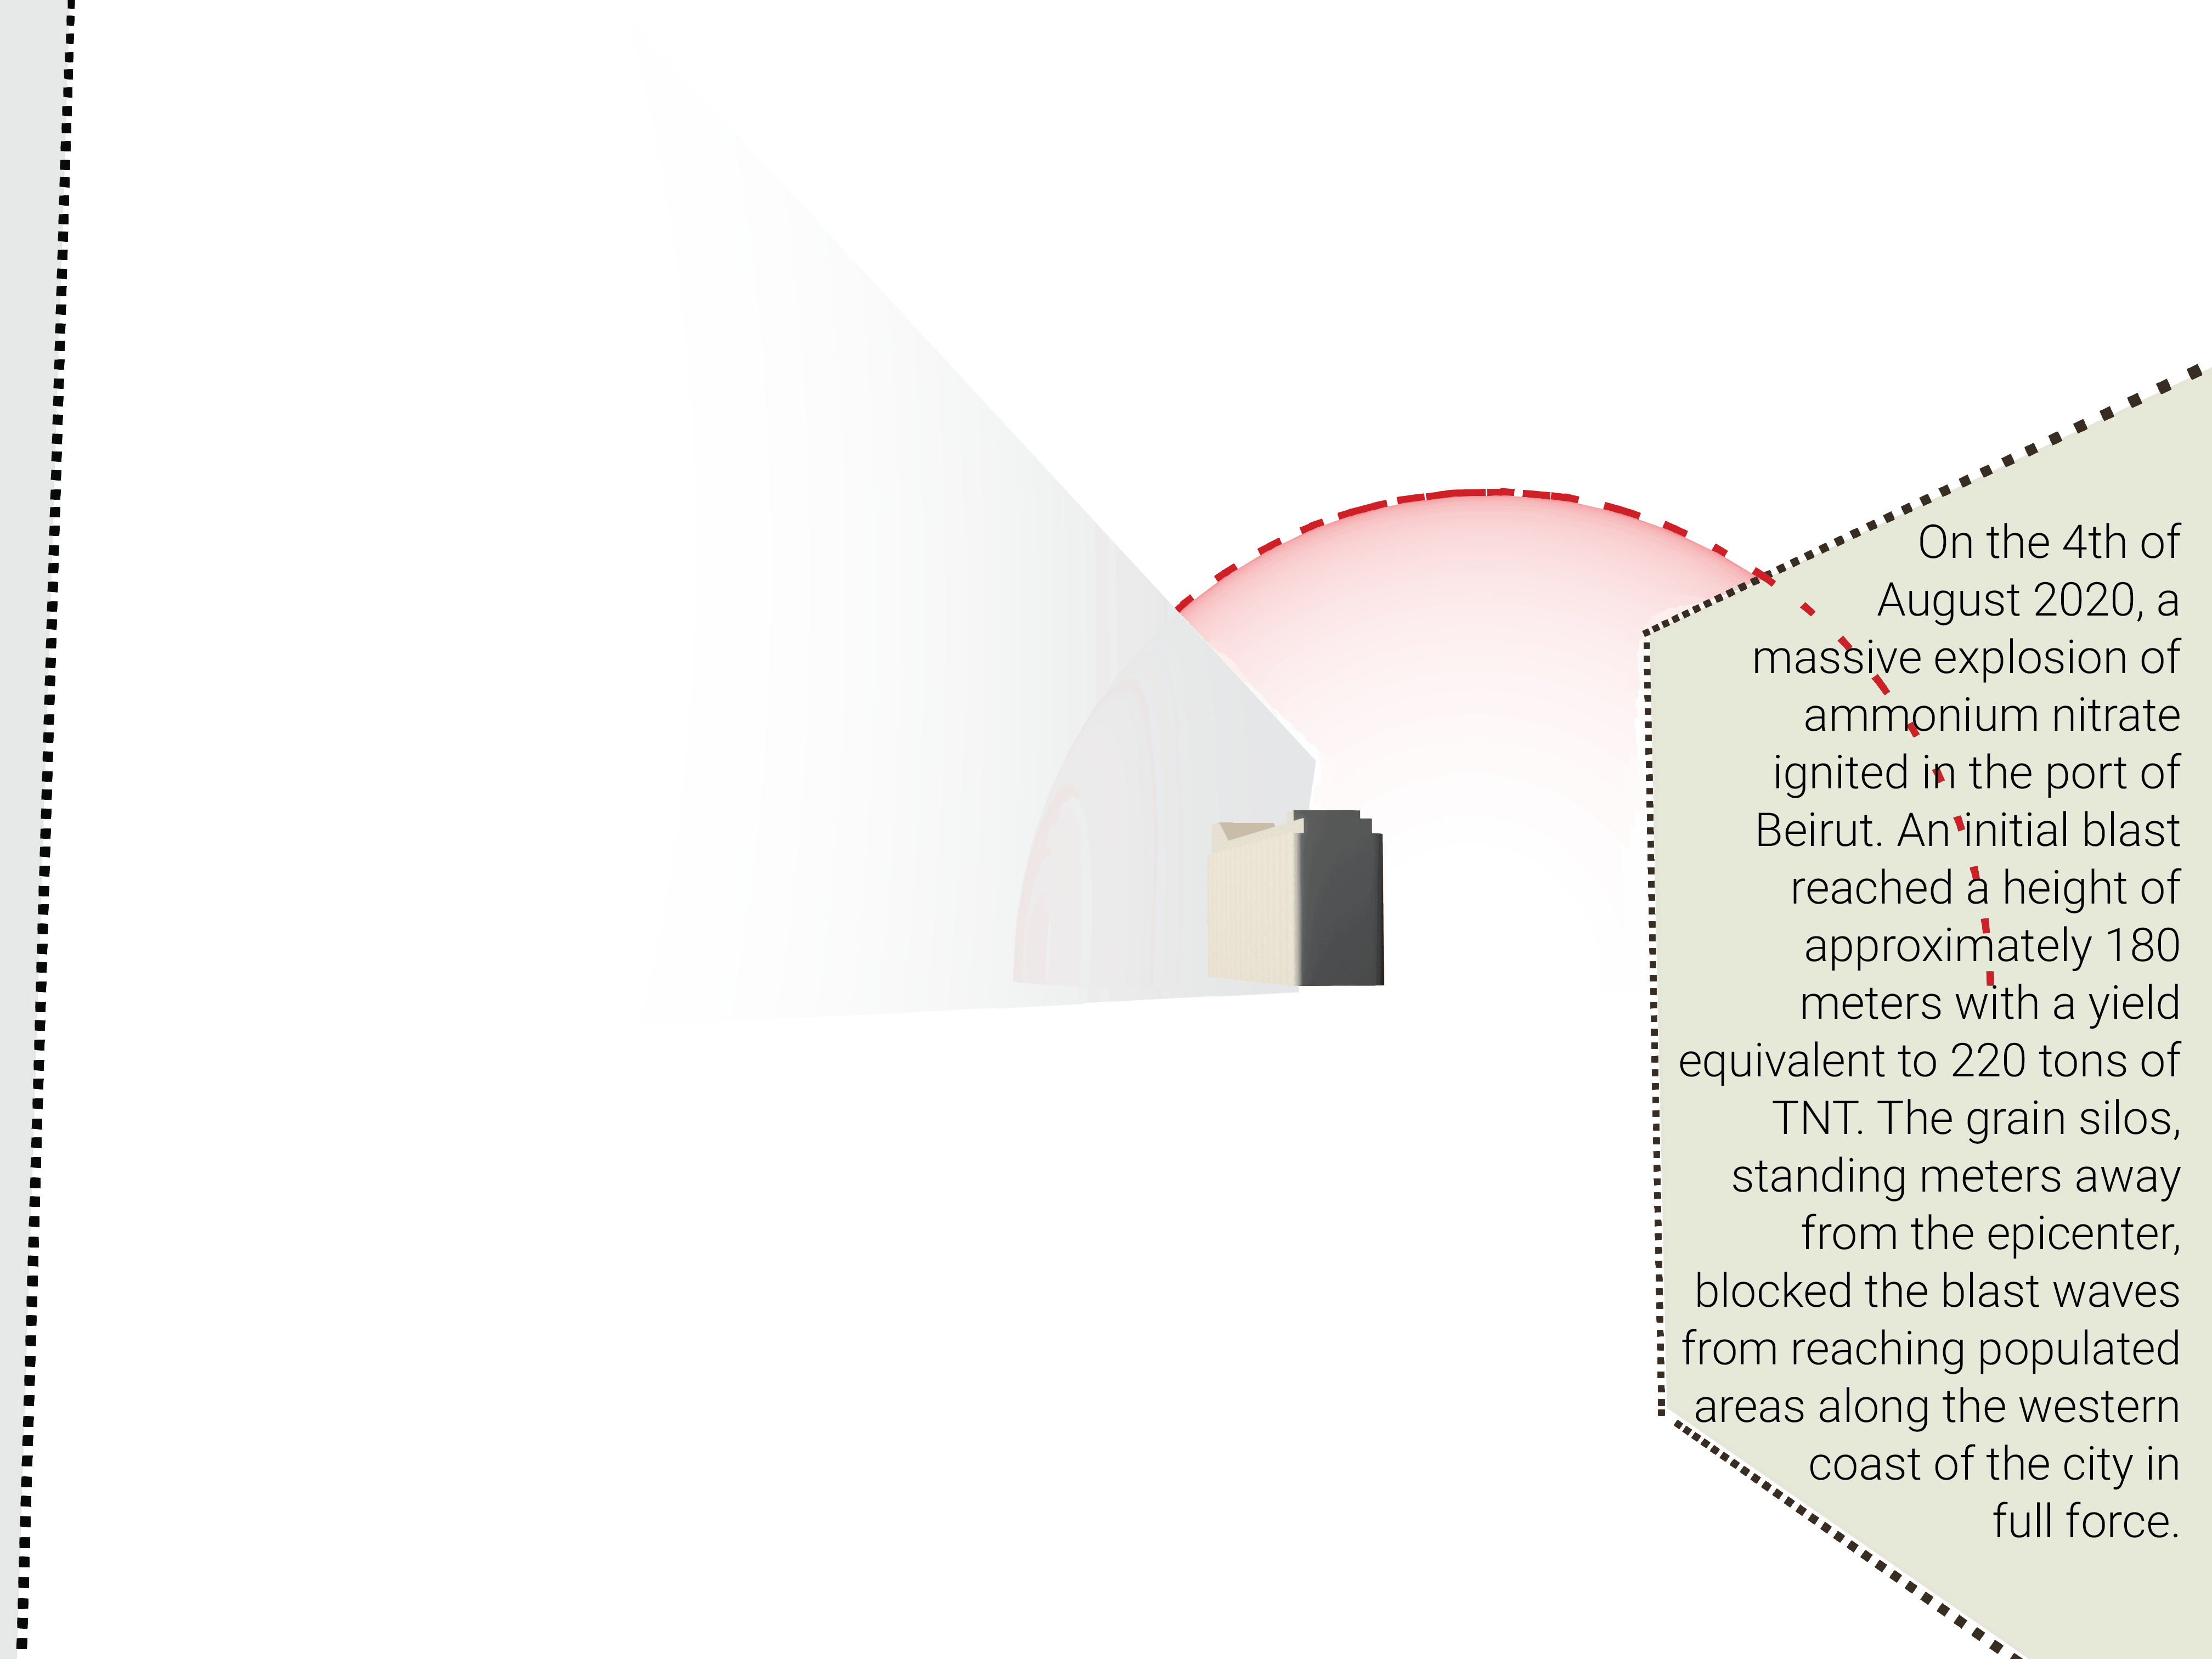 On the 4th of
August 2020, a
massive explosion of
ammonium nitrate
ignited in the port of
Beirut. An initial blast
reached a height of
approximately 180
meters with a yield
equivalent to 220 tons of
TNT. The grain silos,
standing meters away
from the epicenter,
blocked the blast waves
from reaching populated
areas along the western
coast of the city in
full force.